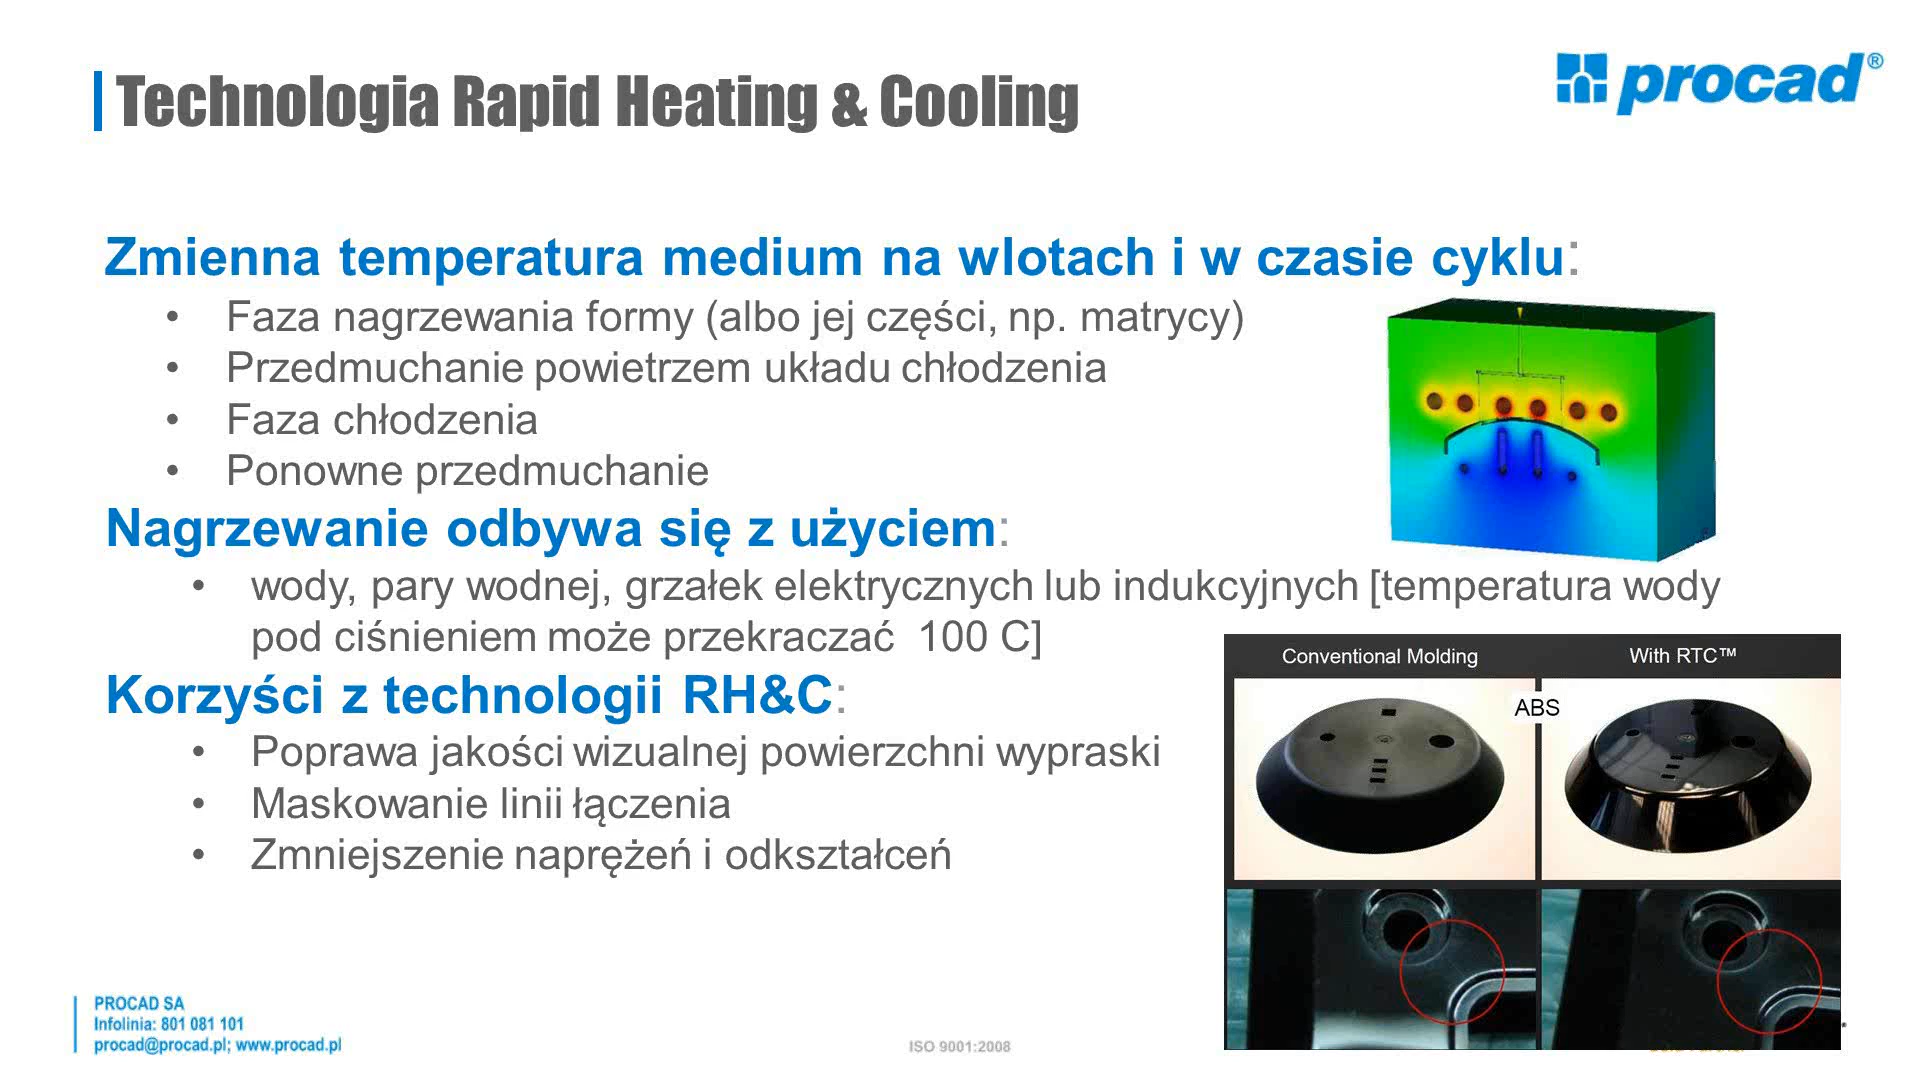 Technologia Rapid Heating & Cooling
procad®
Zmienna temperatura medium na wlotach i w czasie cyklu:
• Faza nagrzewania formy (albo jej części, np. matrycy)
• Przedmuchanie powietrzem układu chłodzenia
• Faza chłodzenia
• Ponowne przedmuchanie
Nagrzewanie odbywa się z użyciem:
• wody, pary wodnej, grzałek elektrycznych lub indukcyjnych [temperatura wody
pod ciśnieniem może przekraczać 100 C]
Korzyści z technologii RH&C:
• Poprawa jakości wizualnej powierzchni wypraski
• Maskowanie linii łączenia
• Zmniejszenie naprężeń i odkształceń
Conventional Molding
With RTC™
ABS
PROCAD SA
Infolinia: 801 081 101
procad@procad.pl; www.procad.pl
ISO 9001:2008